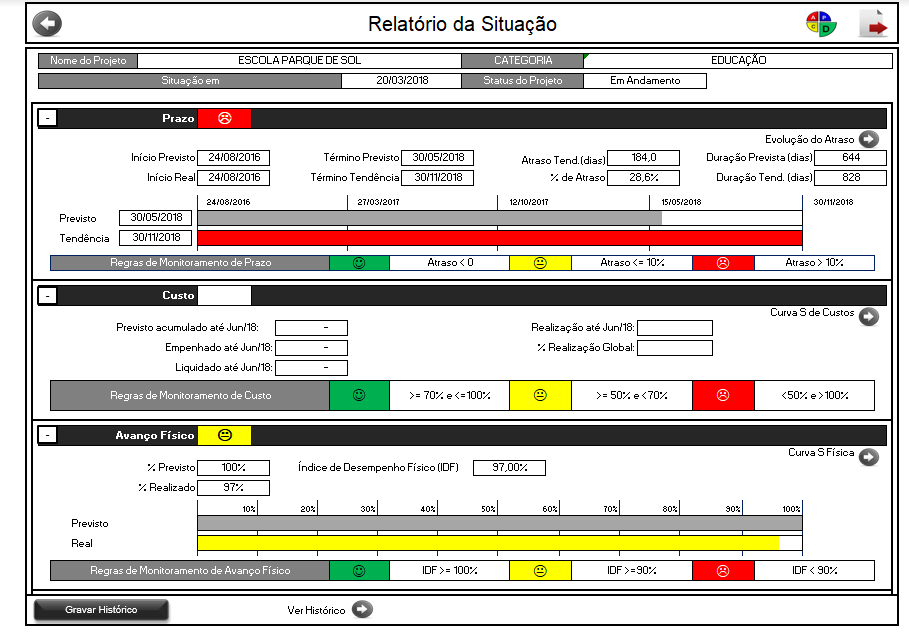 Relatório da Situação
A P C D
Nome do Projeto ESCOLA PARQUE DE SOL CATEGORIA EDUCAÇÃO
Situação em 20/03/2018 Status do Projeto Em Andamento
- Prazo
Evolução do Atraso
Início Previsto 24/08/2016 Término Previsto 30/05/2018 Atraso Tend.(dias) 184,0 Duração Prevista (dias) 644
Início Real 24/08/2016 Término Tendência 30/11/2018 % de Atraso 28,6% Duração Tend. (dias) 828
24/08/2016 27/03/2017 12/10/2017 15/05/2018 30/11/2018
Previsto 30/05/2018
Tendência 30/11/2018
Regras de Monitoramento de Prazo Atraso < 0 Atraso <= 10% Atraso > 10%
- Custo
Curva S de Custos
Previsto acumulado até Jun/18: - Realização até Jun/18:
Empenhado até Jun/18: - % Realização Global:
Liquidado até Jun/18: -
Regras de Monitoramento de Custo >= 70% e <=100% >= 50% e <70% <50% e >100%
- Avanço Físico
Curva S Física
% Previsto 100% Índice de Desempenho Físico (IDF) 97,00%
% Realizado 97%
10% 20% 30% 40% 50% 60% 70% 80% 90% 100%
Previsto
Real
Regras de Monitoramento de Avanço Físico IDF >= 100% IDF >=90% IDF < 90%
Gravar Histórico Ver Histórico